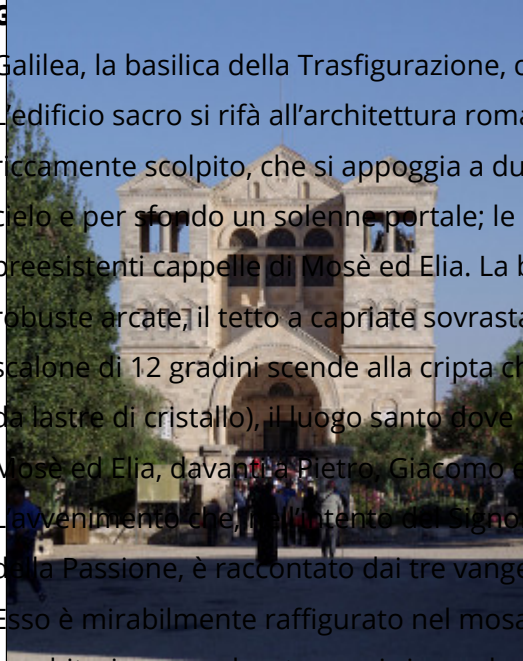 G
Galilea, la basilica della Trasfigurazione,
L'edificio sacro si rifà all'architettura roma
riccamente scolpito, che si appoggia a du
cielo e per sfondo un solenne portale; le
preesistenti cappelle di Mosè ed Elia. La b
robuste arcate, il tetto a capriate sovrasta
scalone di 12 gradini scende alla cripta ch
da lastre di cristallo), il luogo santo dove
Mosè ed Elia, davanti a Pietro, Giacomo e
L'avvenimento che, nell'intento del Signo
della Passione, è raccontato dai tre vange
Esso è mirabilmente raffigurato nel mosa